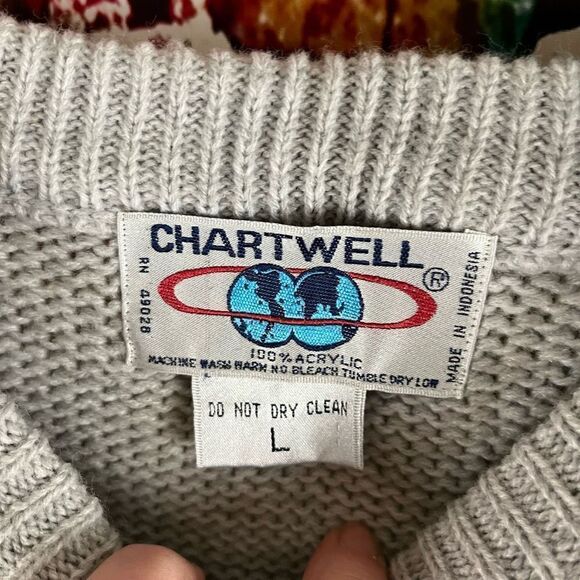 CHARTWELL
®
RN 49028
MADE IN INDONESIA
100% ACRYLIC
MACHINE WASH WARM NO BLEACH TUMBLE DRY LOW
DO NOT DRY CLEAN
L